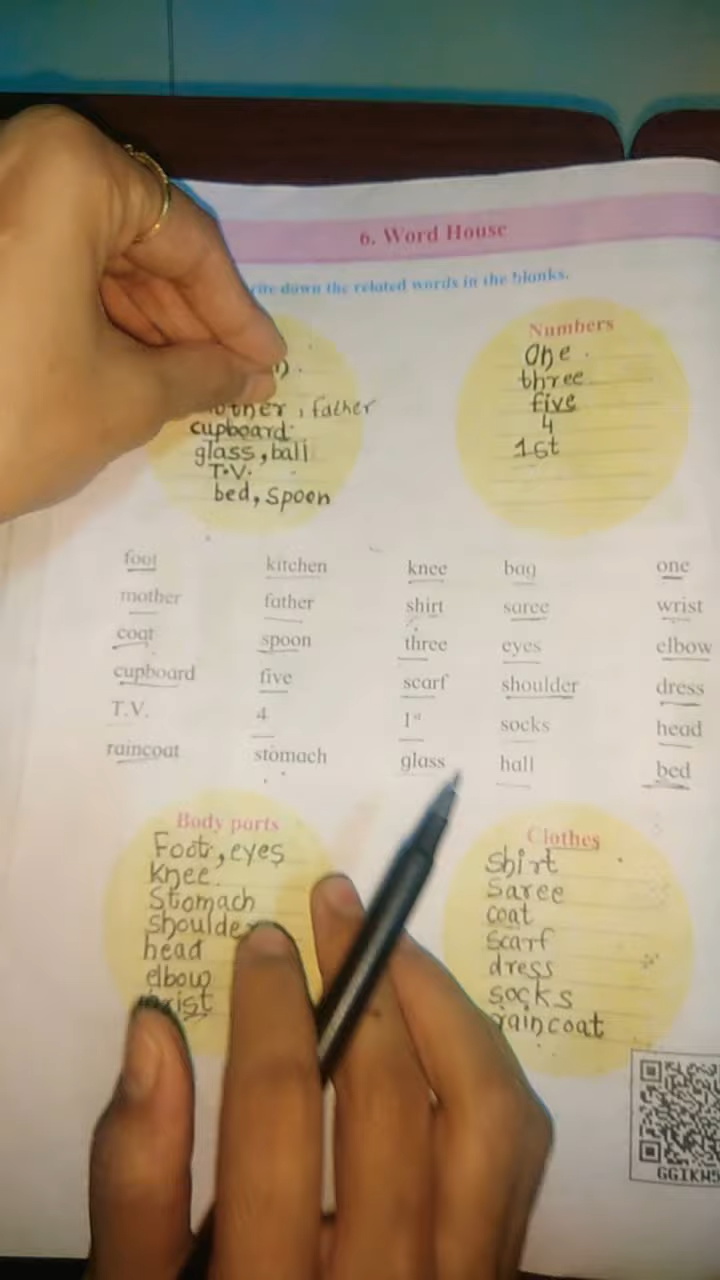 6. Word House
down the related words in the blanks.
Numbers
One
three
five
4
1st
, father
cupboard
glass, ball
T.V.
bed, spoon
foot kitchen knee bag one
mother father shirt saree wrist
coat spoon three eyes elbow
cupboard five scarf shoulder dress
T.V. 4 1st socks head
raincoat stomach glass hall bed
Body parts
Foot, eyes
Knee
Stomach
head
elbow
Clothes
Shirt
Saree
coat
Scarf
dress
socks
raincoat